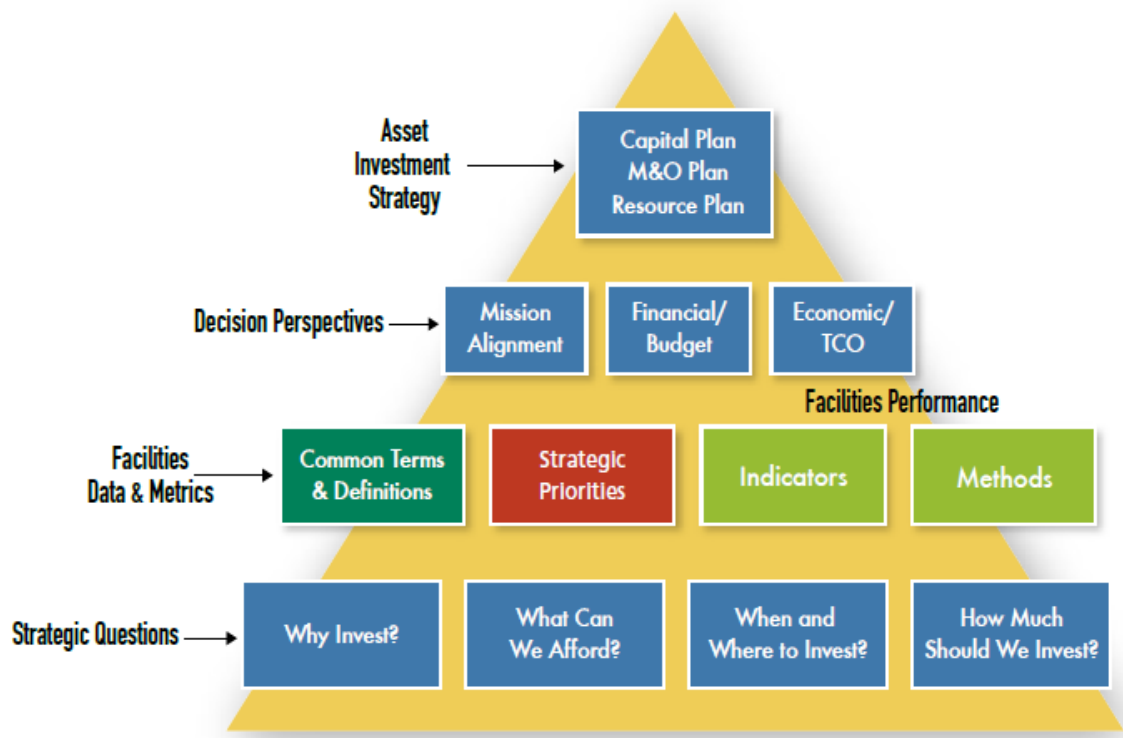 Asset
Investment
Strategy
Capital Plan
M&O Plan
Resource Plan
Decision Perspectives
Mission
Alignment
Financial/
Budget
Economic/
TCO
Facilities Performance
Facilities
Data & Metrics
Common Terms
& Definitions
Strategic
Priorities
Indicators
Methods
Strategic Questions
Why Invest?
What Can
We Afford?
When and
Where to Invest?
How Much
Should We Invest?